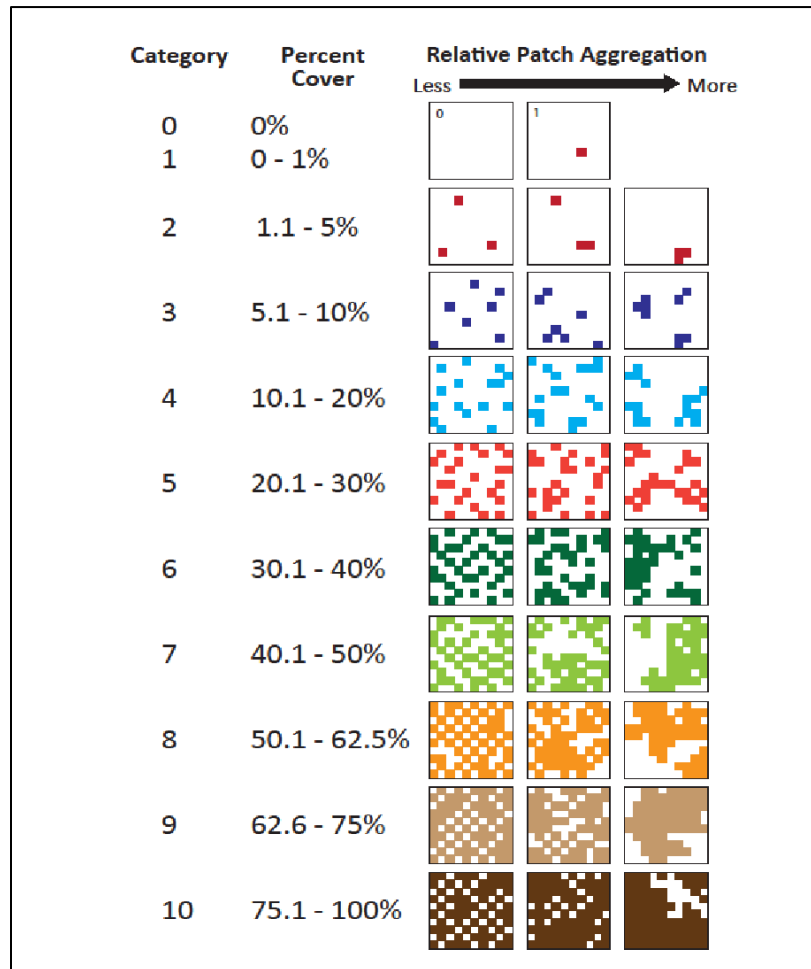 Category Percent Cover Relative Patch Aggregation
Less More
0 0% 0 1
1 0 - 1%
2 1.1 - 5%
3 5.1 - 10%
4 10.1 - 20%
5 20.1 - 30%
6 30.1 - 40%
7 40.1 - 50%
8 50.1 - 62.5%
9 62.6 - 75%
10 75.1 - 100%